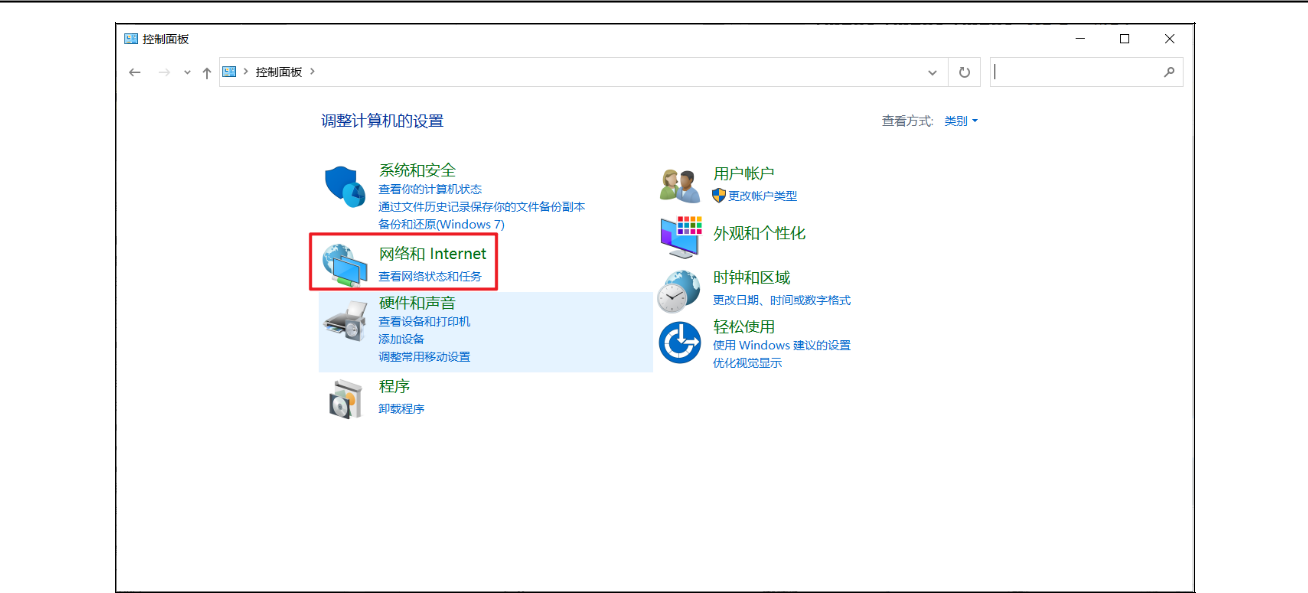 控制面板
控制面板
调整计算机的设置
查看方式: 类别
系统和安全
查看你的计算机状态
通过文件历史记录保存你的文件备份副本
备份和还原(Windows 7)
网络和 Internet
查看网络状态和任务
硬件和声音
查看设备和打印机
添加设备
调整常用移动设置
程序
卸载程序
用户帐户
更改帐户类型
外观和个性化
时钟和区域
更改日期、时间或数字格式
轻松使用
使用 Windows 建议的设置
优化视觉显示